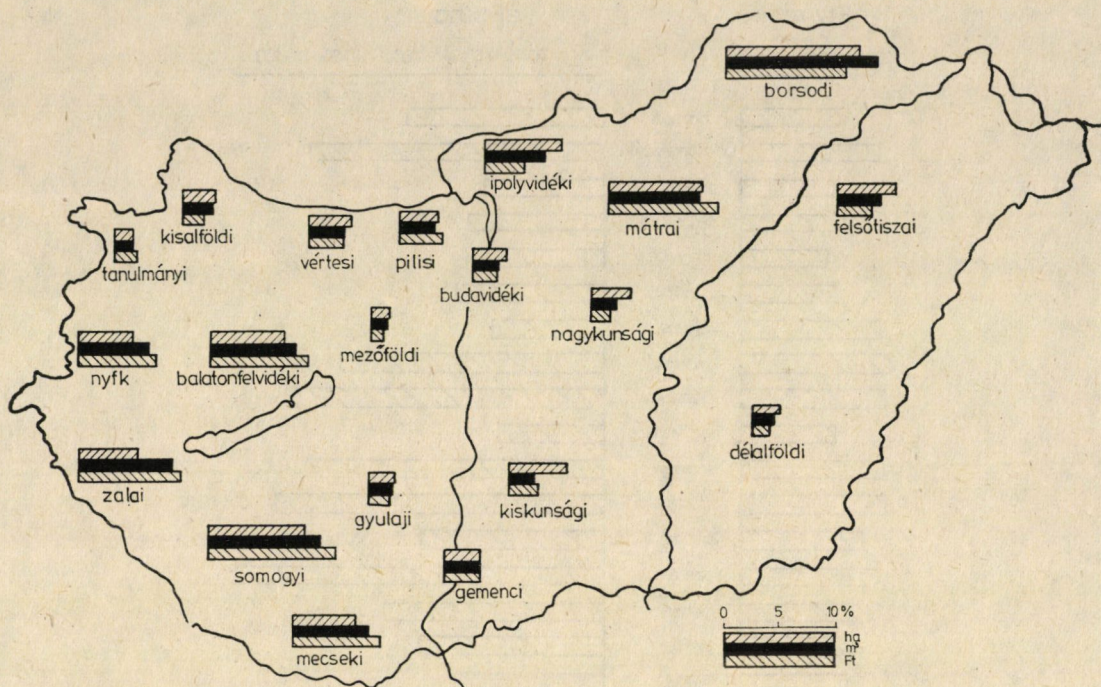 borsodi
ipolyvidéki
mátrai
felsőtiszai
kisalföldi
tanulmányi
vértesi
pilisi
budavidéki
nagykunsági
mezőföldi
nyfk
balatonfelvidéki
délalföldi
zalai
gyulaji
kiskunsági
somogyi
gemenci
mecseki
0 5 10%
ha
m³
Ft